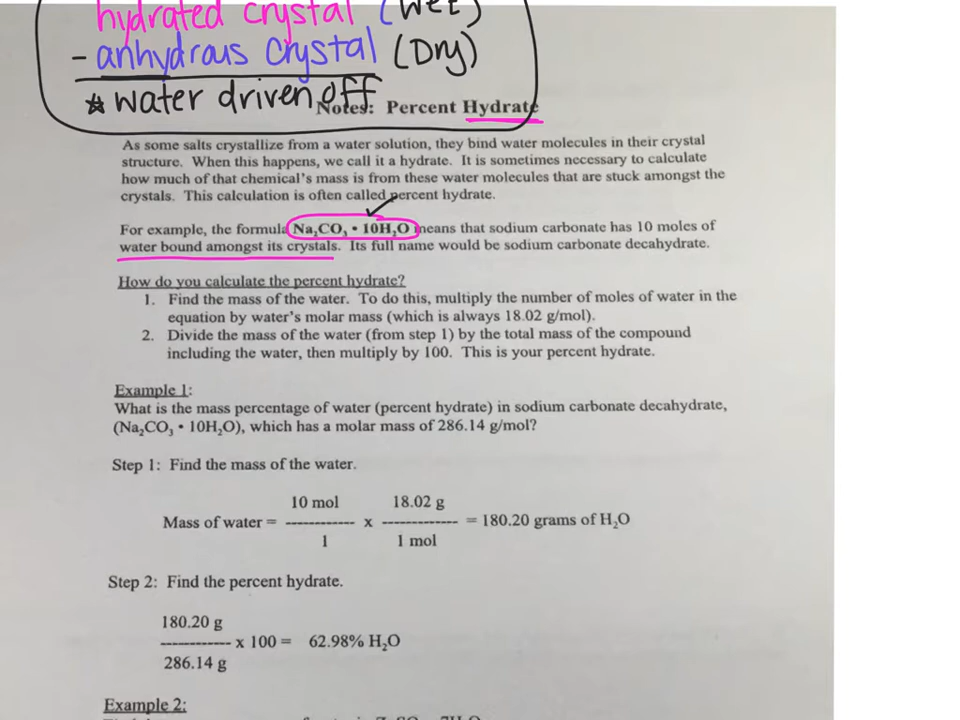 hydrated crystal (Wet)
- anhydrous crystal (Dry)
* water driven off
Notes: Percent Hydrate
As some salts crystallize from a water solution, they bind water molecules in their crystal
structure. When this happens, we call it a hydrate. It is sometimes necessary to calculate
how much of that chemical's mass is from these water molecules that are stuck amongst the
crystals. This calculation is often called percent hydrate.
For example, the formula Na₂CO₃ • 10H₂O means that sodium carbonate has 10 moles of
water bound amongst its crystals. Its full name would be sodium carbonate decahydrate.
How do you calculate the percent hydrate?
1. Find the mass of the water. To do this, multiply the number of moles of water in the
equation by water's molar mass (which is always 18.02 g/mol).
2. Divide the mass of the water (from step 1) by the total mass of the compound
including the water, then multiply by 100. This is your percent hydrate.
Example 1:
What is the mass percentage of water (percent hydrate) in sodium carbonate decahydrate,
(Na₂CO₃ • 10H₂O), which has a molar mass of 286.14 g/mol?
Step 1: Find the mass of the water.
10 mol 18.02 g
Mass of water = ------------ x ------------- = 180.20 grams of H₂O
1 1 mol
Step 2: Find the percent hydrate.
180.20 g
------------ x 100 = 62.98% H₂O
286.14 g
Example 2: